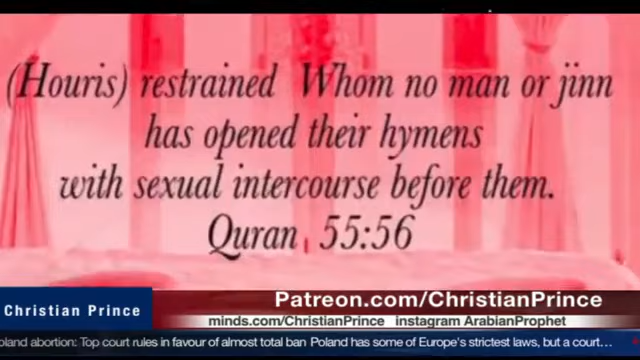 (Houris) restrained Whom no man or jinn
has opened their hymens
with sexual intercourse before them.
Quran 55:56
Christian Prince
Patreon.com/ChristianPrince
minds.com/ChristianPrince instagram ArabianProphet
oland abortion: Top court rules in favour of almost total ban Poland has some of Europe's strictest laws, but a court…